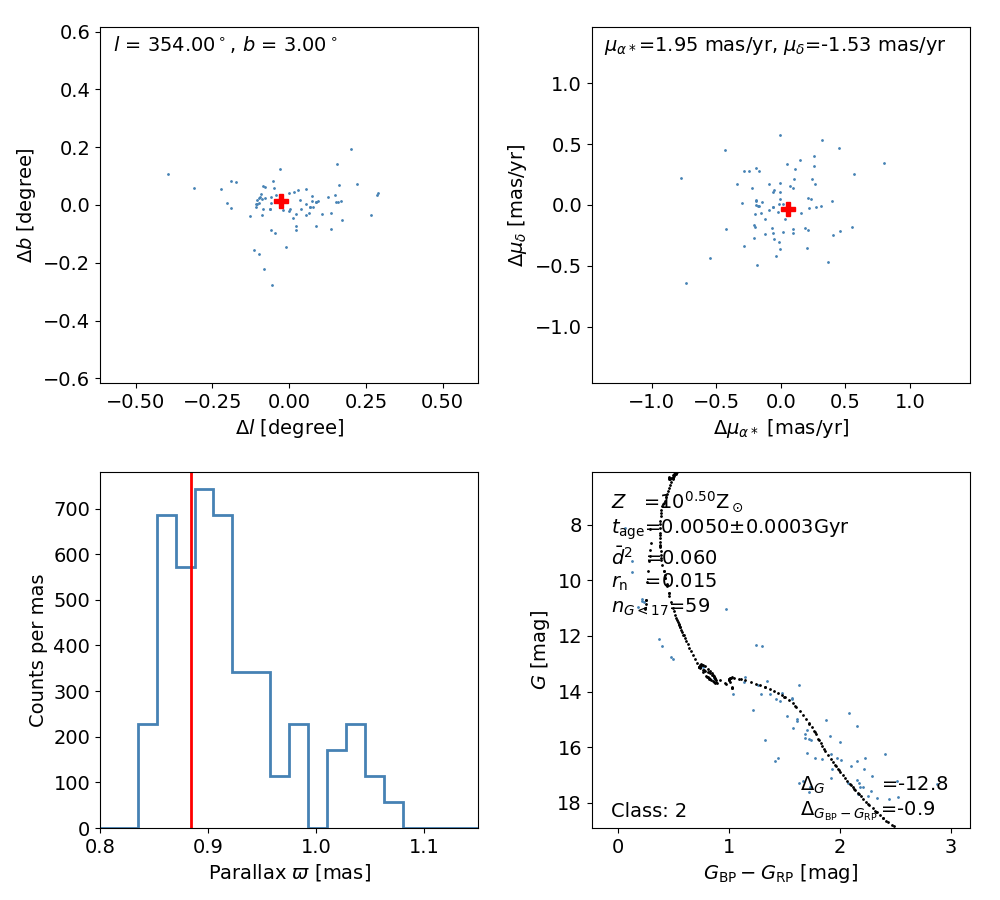 l = 354.00°, b = 3.00°
0.6
0.4
0.2
0.0
−0.2
−0.4
−0.6
−0.50
−0.25
0.00
0.25
0.50
Δb [degree]
Δl [degree]
μα*=1.95 mas/yr, μδ=-1.53 mas/yr
1.0
0.5
0.0
−0.5
−1.0
−1.0
−0.5
0.0
0.5
1.0
Δμδ [mas/yr]
Δμα* [mas/yr]
700
600
500
400
300
200
100
0
0.8
0.9
1.0
1.1
Counts per mas
Parallax ϖ [mas]
Z =10^0.50 Z⊙
t_age=0.0050±0.0003Gyr
d̄² =0.060
r_n =0.015
n_G<17=59
Δ_G =-12.8
Δ_GBP−GRP=-0.9
Class: 2
8
10
12
14
16
18
0
1
2
3
G [mag]
GBP − GRP [mag]